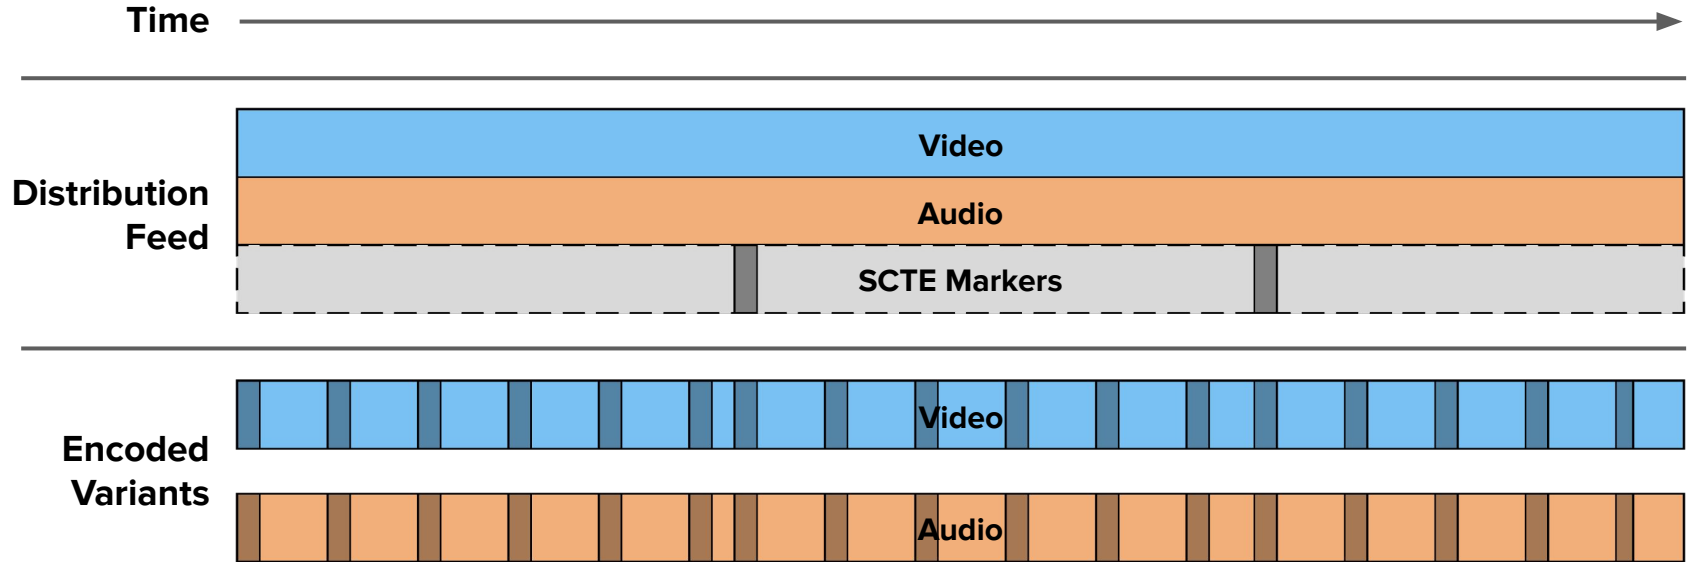 Time
Distribution
Feed
Video
Audio
SCTE Markers
Encoded
Variants
Video
Audio